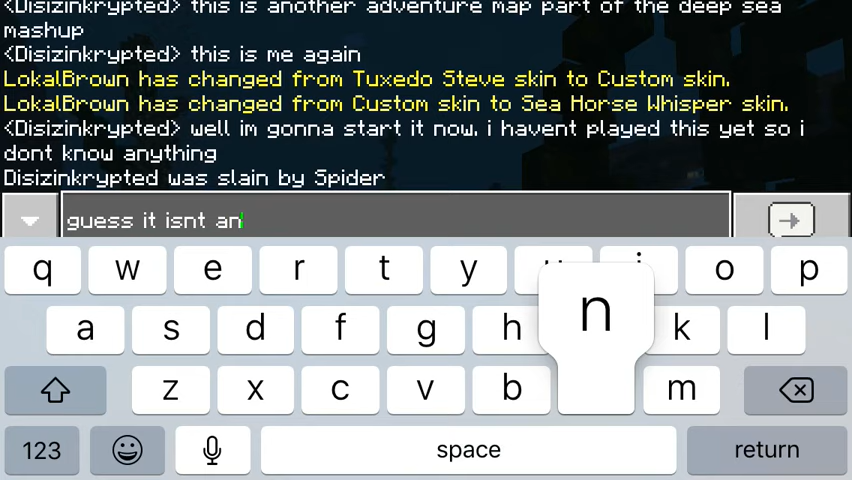 <Disizinkrypted> this is another adventure map part of the deep sea
mashup
<Disizinkrypted> this is me again
LokalBrown has changed from Tuxedo Steve skin to Custom skin.
LokalBrown has changed from Custom skin to Sea Horse Whisper skin.
<Disizinkrypted> well im gonna start it now. i havent played this yet so i
dont know anything
Disizinkrypted was slain by Spider
guess it isnt an
q w e r t y u i o p
a s d f g h n k l
z x c v b m
123 space return